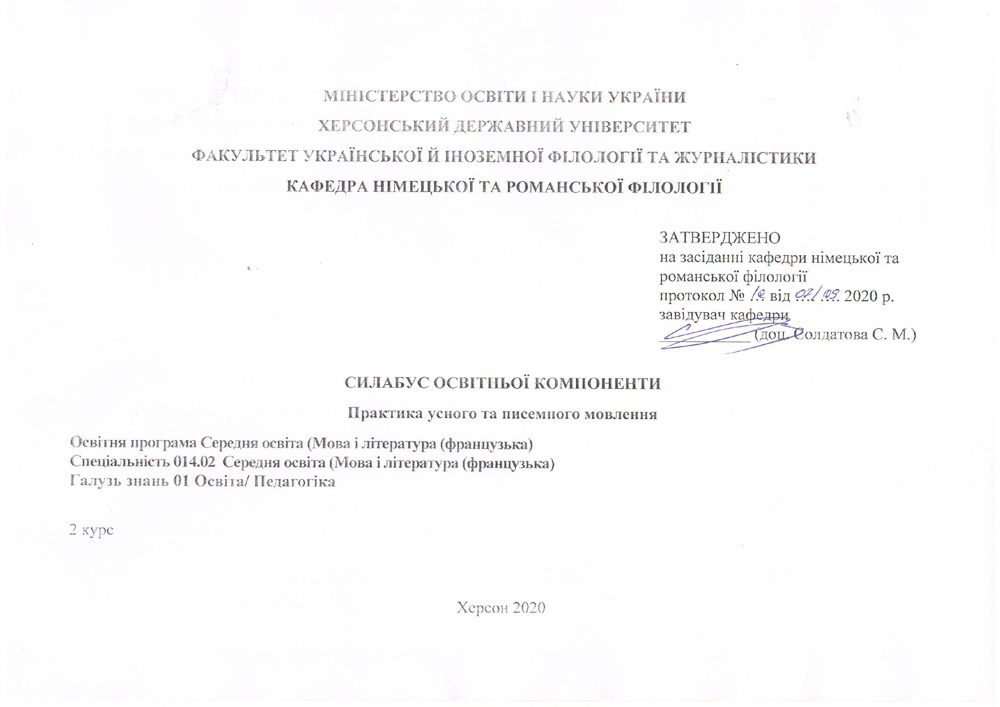 МІНІСТЕРСТВО ОСВІТИ І НАУКИ УКРАЇНИ
ХЕРСОНСЬКИЙ ДЕРЖАВНИЙ УНІВЕРСИТЕТ
ФАКУЛЬТЕТ УКРАЇНСЬКОЇ Й ІНОЗЕМНОЇ ФІЛОЛОГІЇ ТА ЖУРНАЛІСТИКИ
КАФЕДРА НІМЕЦЬКОЇ ТА РОМАНСЬКОЇ ФІЛОЛОГІЇ
ЗАТВЕРДЖЕНО
на засіданні кафедри німецької та
романської філології
протокол № від 07/09 2020 р.
завідувач кафедри
(доц. Солдатова С. М.)
СИЛАБУС ОСВІТНЬОЇ КОМПОНЕНТИ
Практика усного та писемного мовлення
Освітня програма Середня освіта (Мова і література (французька)
Спеціальність 014.02 Середня освіта (Мова і література (французька)
Галузь знань 01 Освіта/ Педагогіка
2 курс
Херсон 2020